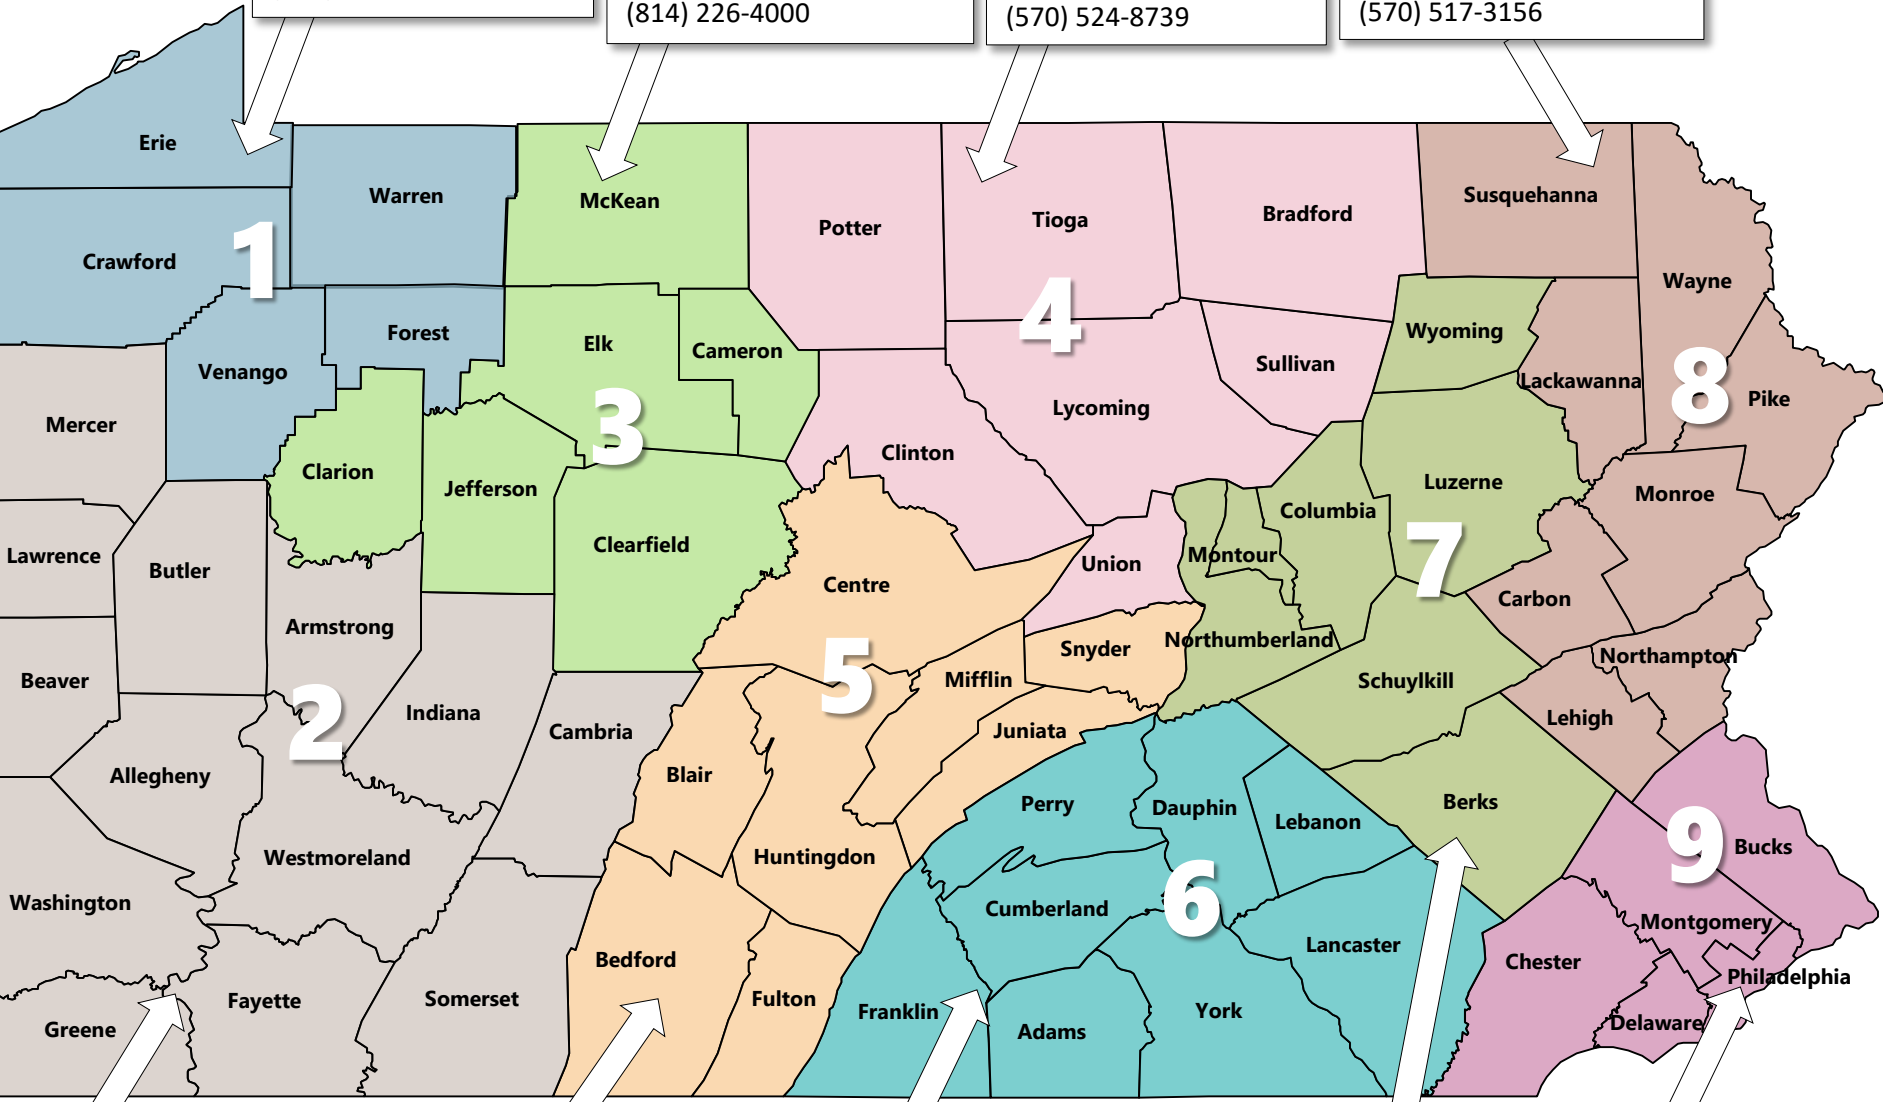 (814) 226-4000
(570) 524-8739
(570) 517-3156
Erie
Warren
McKean
Potter
Tioga
Bradford
Susquehanna
Crawford
1
Wayne
Venango
Forest
Elk
Cameron
4
Lycoming
Sullivan
Wyoming
Lackawanna
8
Pike
Mercer
Clarion
Jefferson
3
Clinton
Columbia
Luzerne
Monroe
Lawrence
Butler
Clearfield
Centre
Union
Montour
7
Carbon
Armstrong
Beaver
2
Indiana
Cambria
5
Mifflin
Snyder
Northumberland
Schuylkill
Northampton
Lehigh
Allegheny
Blair
Juniata
Perry
Dauphin
Lebanon
Berks
9
Bucks
Westmoreland
Huntingdon
Washington
Cumberland
6
Lancaster
Montgomery
Chester
Philadelphia
Bedford
Fulton
Franklin
Greene
Fayette
Somerset
Adams
York
Delaware